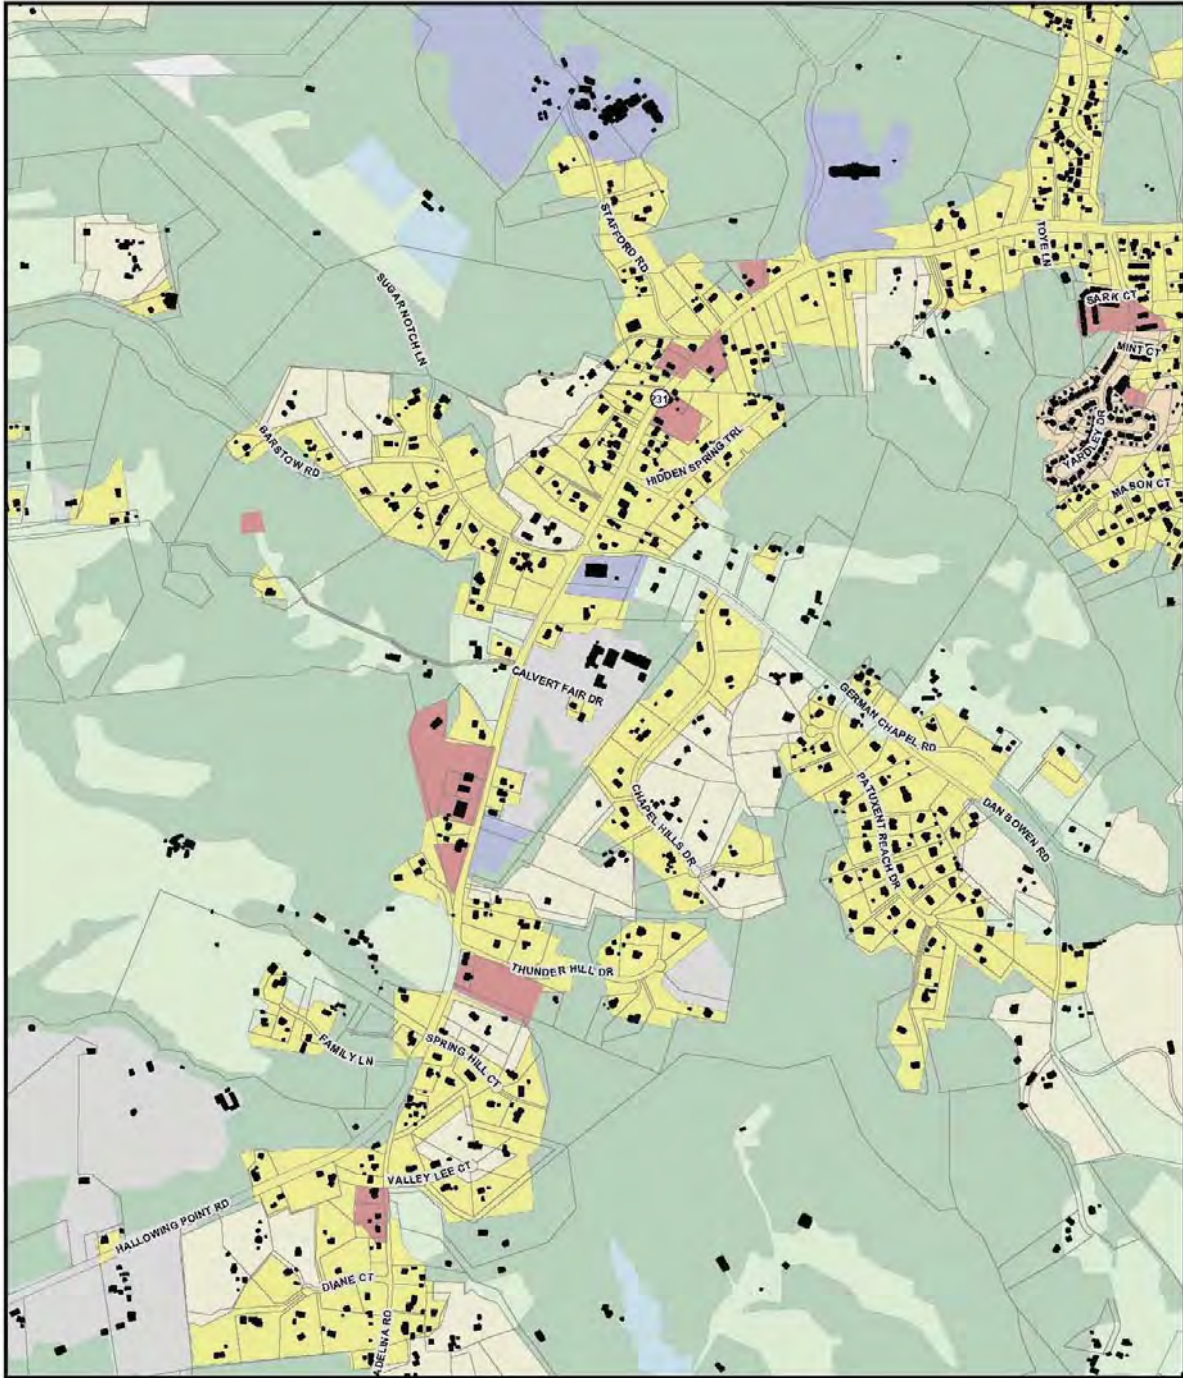 STAFFORD RD
TOYE LN
SUGAR NOTCH LN
SARK CT
MINT CT
231
BARSTOW RD
HIDDEN SPRING TRL
YARDLEY DR
MASON CT
CALVERT FAIR DR
GERMAN CHAPEL RD
CHAPEL HILLS DR
PATUXENT REACH DR
DAN BOWEN RD
THUNDER HILL DR
FAMILY LN
SPRING HILL CT
VALLEY LEE CT
HALLOWING POINT RD
DIANE CT
ADELINA RD